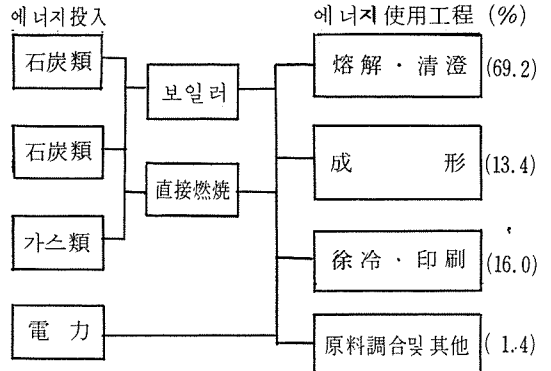 에너지投入
에너지 使用工程 (%)
石炭類
보일러
熔解・清澄 (69.2)
石炭類
直接燃焼
成 形 (13.4)
가스類
徐冷・印刷 (16.0)
電 力
原料調合및 其他 (1.4)